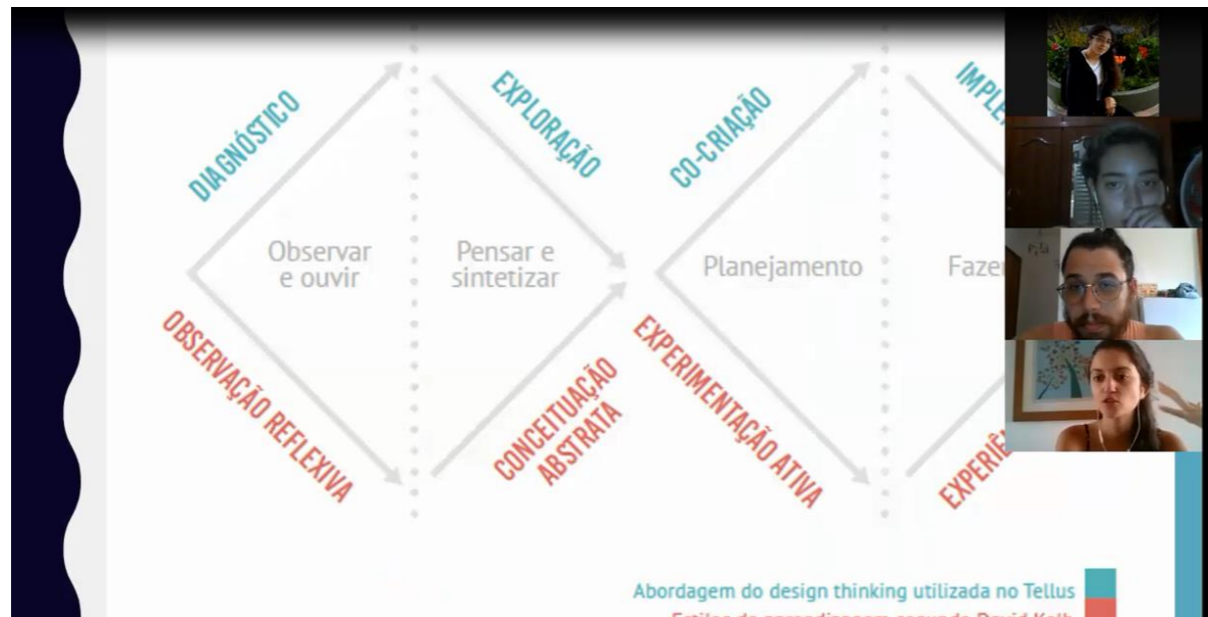 DIAGNÓSTICO
EXPLORAÇÃO
CO-CRIAÇÃO
Observar
e ouvir
Pensar e
sintetizar
Planejamento
OBSERVAÇÃO REFLEXIVA
CONCEITUAÇÃO
ABSTRATA
EXPERIMENTAÇÃO ATIVA
Abordagem do design thinking utilizada no Tellus